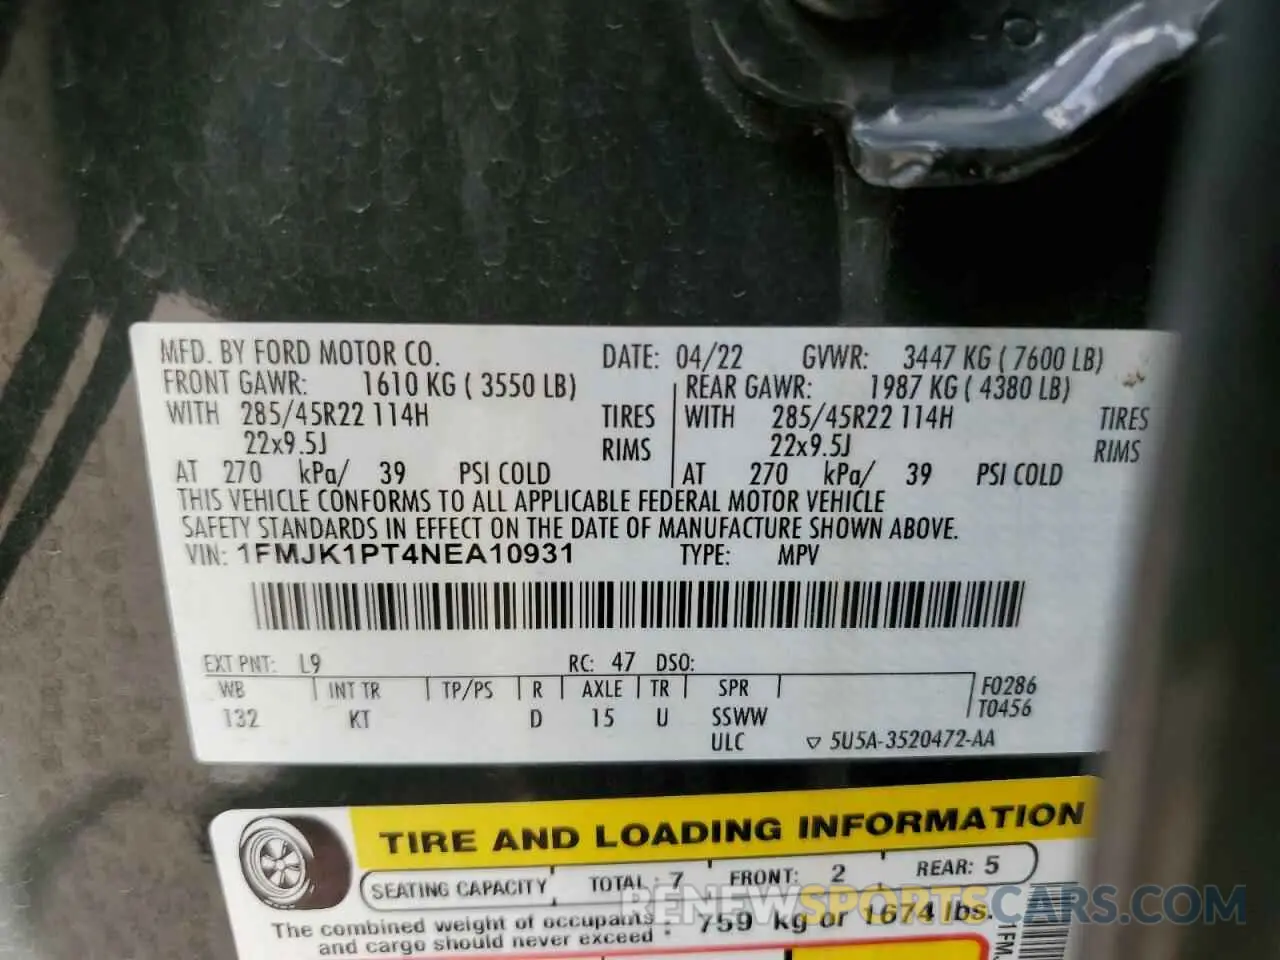 MFD. BY FORD MOTOR CO. DATE: 04/22 GVWR: 3447 KG ( 7600 LB)
FRONT GAWR: 1610 KG ( 3550 LB) REAR GAWR: 1987 KG ( 4380 LB)
WITH 285/45R22 114H TIRES WITH 285/45R22 114H TIRES
22x9.5J RIMS 22x9.5J RIMS
AT 270 kPa/ 39 PSI COLD AT 270 kPa/ 39 PSI COLD
THIS VEHICLE CONFORMS TO ALL APPLICABLE FEDERAL MOTOR VEHICLE
SAFETY STANDARDS IN EFFECT ON THE DATE OF MANUFACTURE SHOWN ABOVE.
VIN: 1FMJK1PT4NEA10931 TYPE: MPV
EXT PNT: L9 RC: 47 DSO:
WB INT TR TP/PS R AXLE TR SPR F0286
132 KT D 15 U SSWW T0456
ULC ▽ 5U5A-3520472-AA
TIRE AND LOADING INFORMATION
SEATING CAPACITY TOTAL : 7 FRONT: 2 REAR: 5
The combined weight of occupants
and cargo should never exceed : 759 kg or 1674 lbs.
RENEWSPORTSCARS.COM
1FM